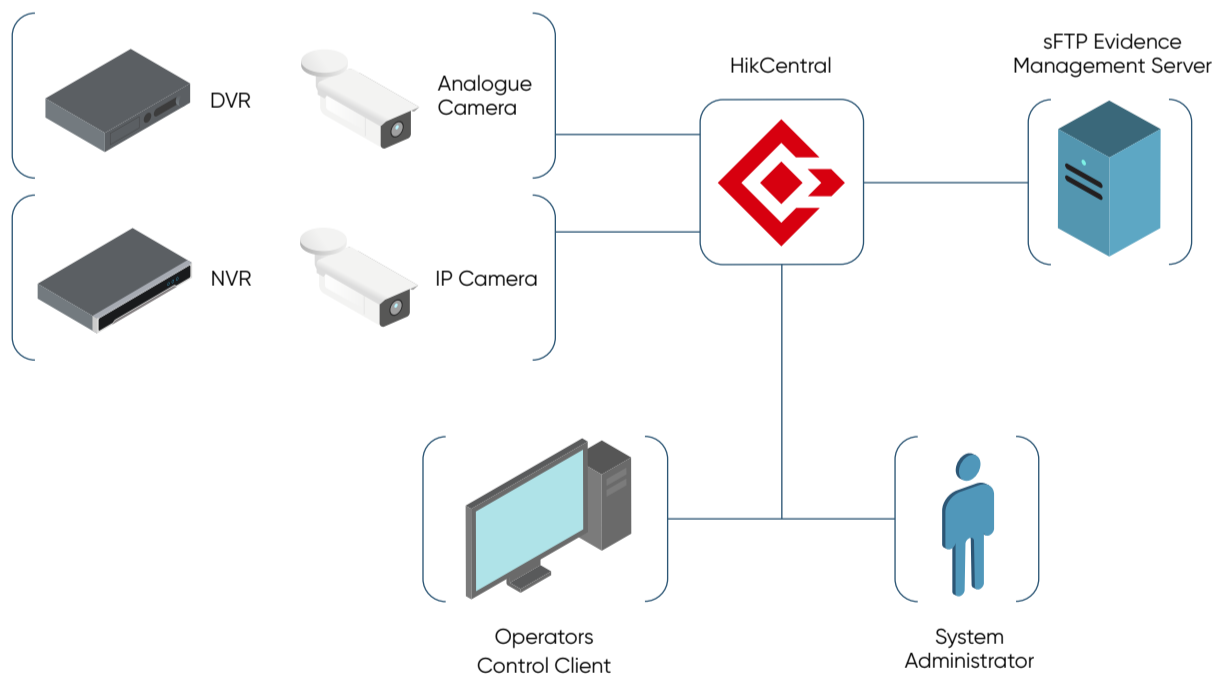 DVR
Analogue
Camera
HikCentral
sFTP Evidence
Management Server
NVR
IP Camera
Operators
Control Client
System
Administrator